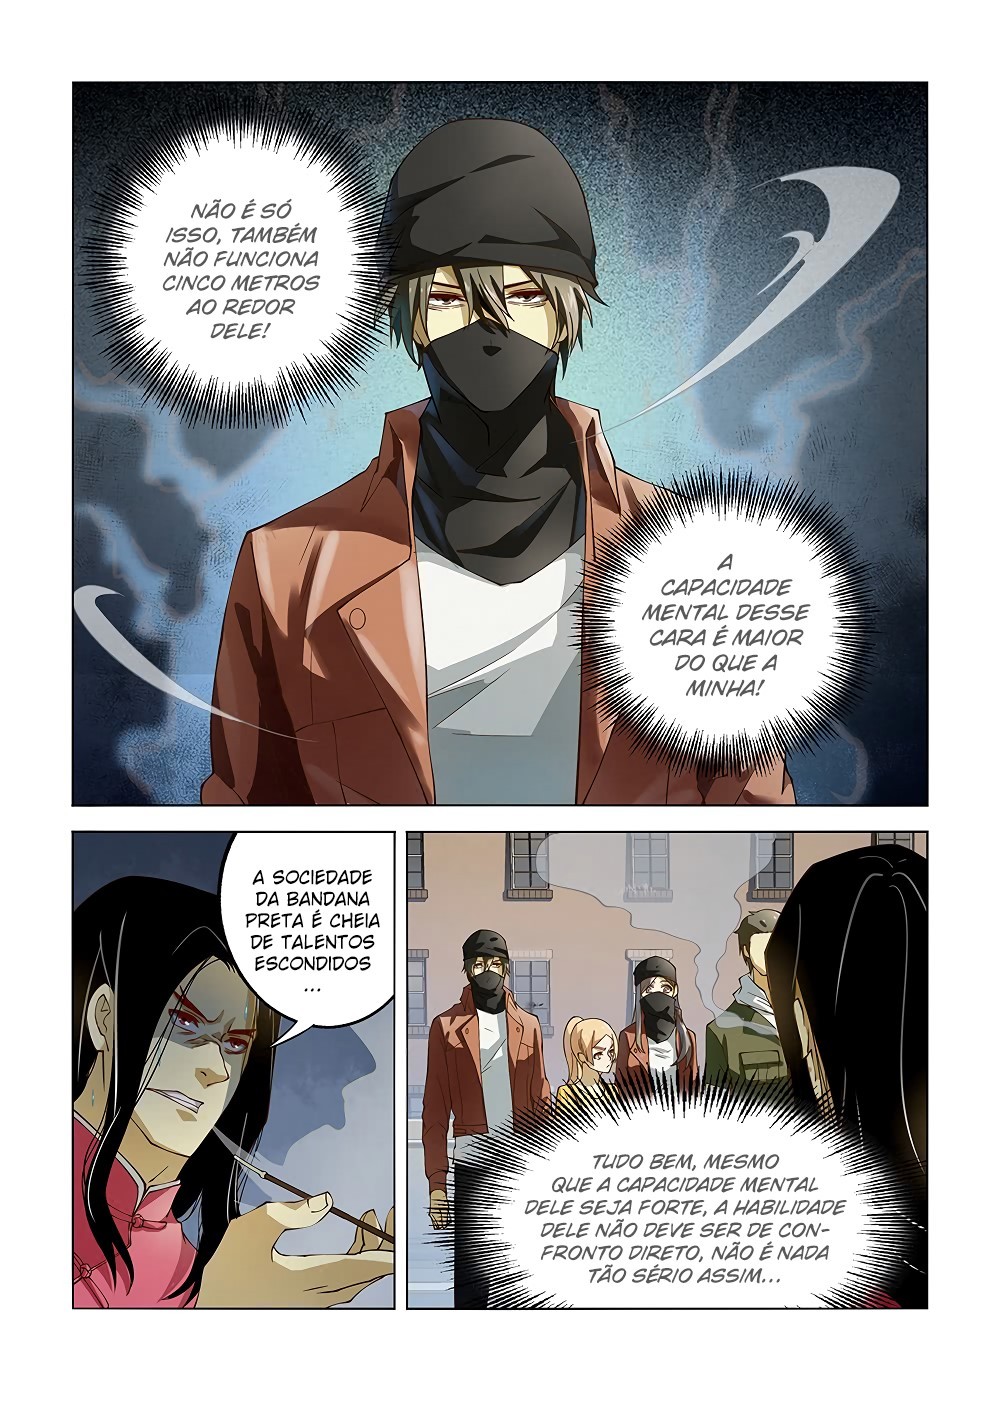 NÃO É SÓ
ISSO, TAMBÉM
NÃO FUNCIONA
CINCO METROS
AO REDOR
DELE!
A
CAPACIDADE
MENTAL DESSE
CARA É MAIOR
DO QUE A
MINHA!
A SOCIEDADE
DA BANDANA
PRETA É CHEIA
DE TALENTOS
ESCONDIDOS
...
TUDO BEM, MESMO
QUE A CAPACIDADE MENTAL
DELE SEJA FORTE, A HABILIDADE
DELE NÃO DEVE SER DE CON-
FRONTO DIRETO, NÃO É NADA
TÃO SÉRIO ASSIM...